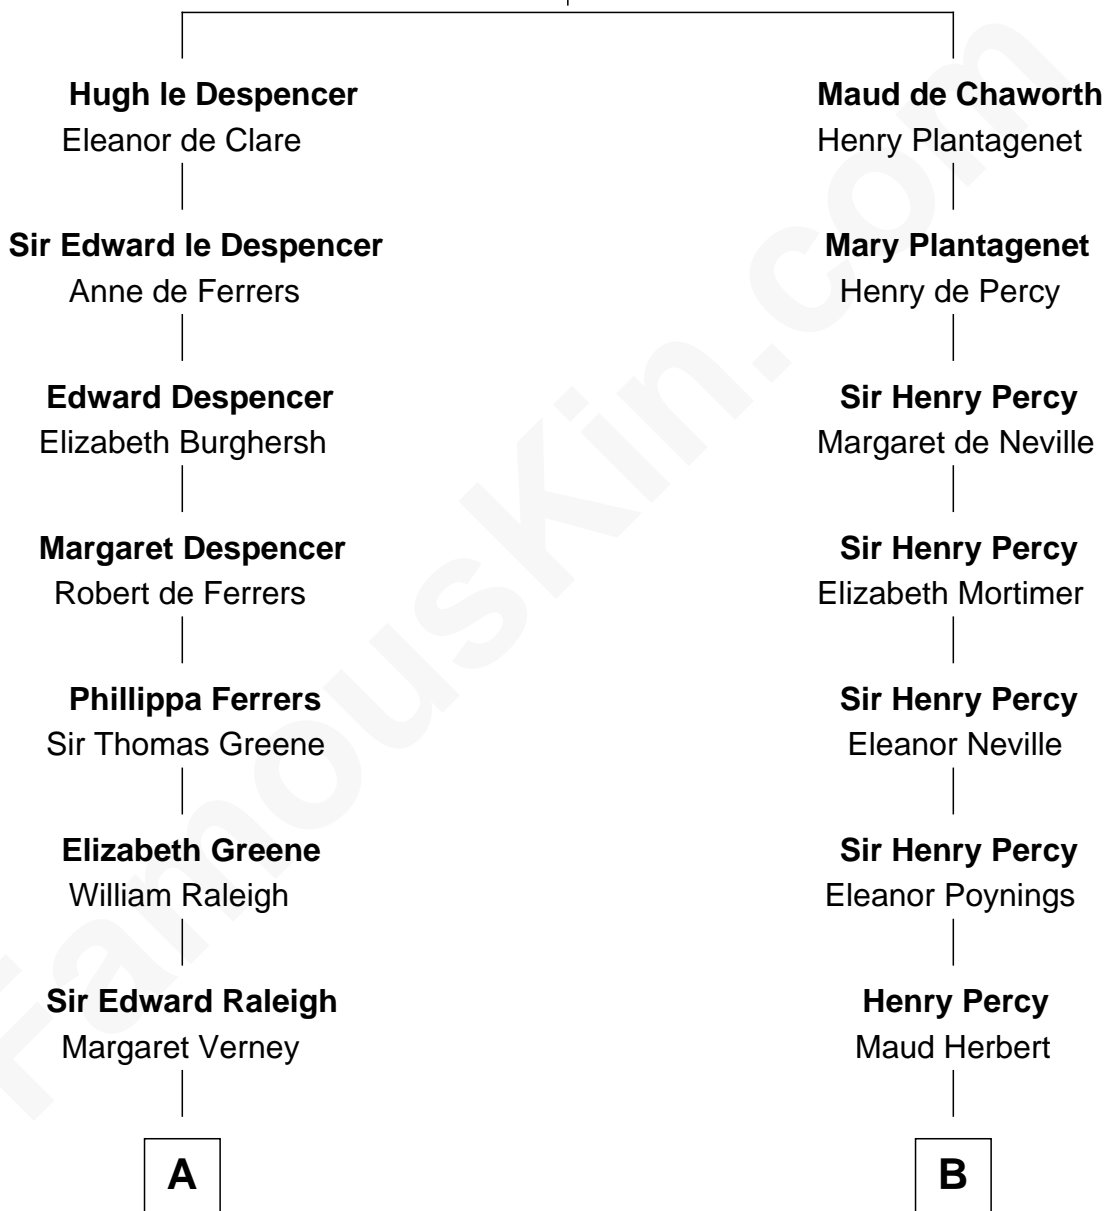 Hugh le Despencer
Eleanor de Clare
Sir Edward le Despencer
Anne de Ferrers
Edward Despencer
Elizabeth Burghersh
Margaret Despencer
Robert de Ferrers
Phillippa Ferrers
Sir Thomas Greene
Elizabeth Greene
William Raleigh
Sir Edward Raleigh
Margaret Verney
A
Maud de Chaworth
Henry Plantagenet
Mary Plantagenet
Henry de Percy
Sir Henry Percy
Margaret de Neville
Sir Henry Percy
Elizabeth Mortimer
Sir Henry Percy
Eleanor Neville
Sir Henry Percy
Eleanor Poynings
Henry Percy
Maud Herbert
B
FamousKin.com